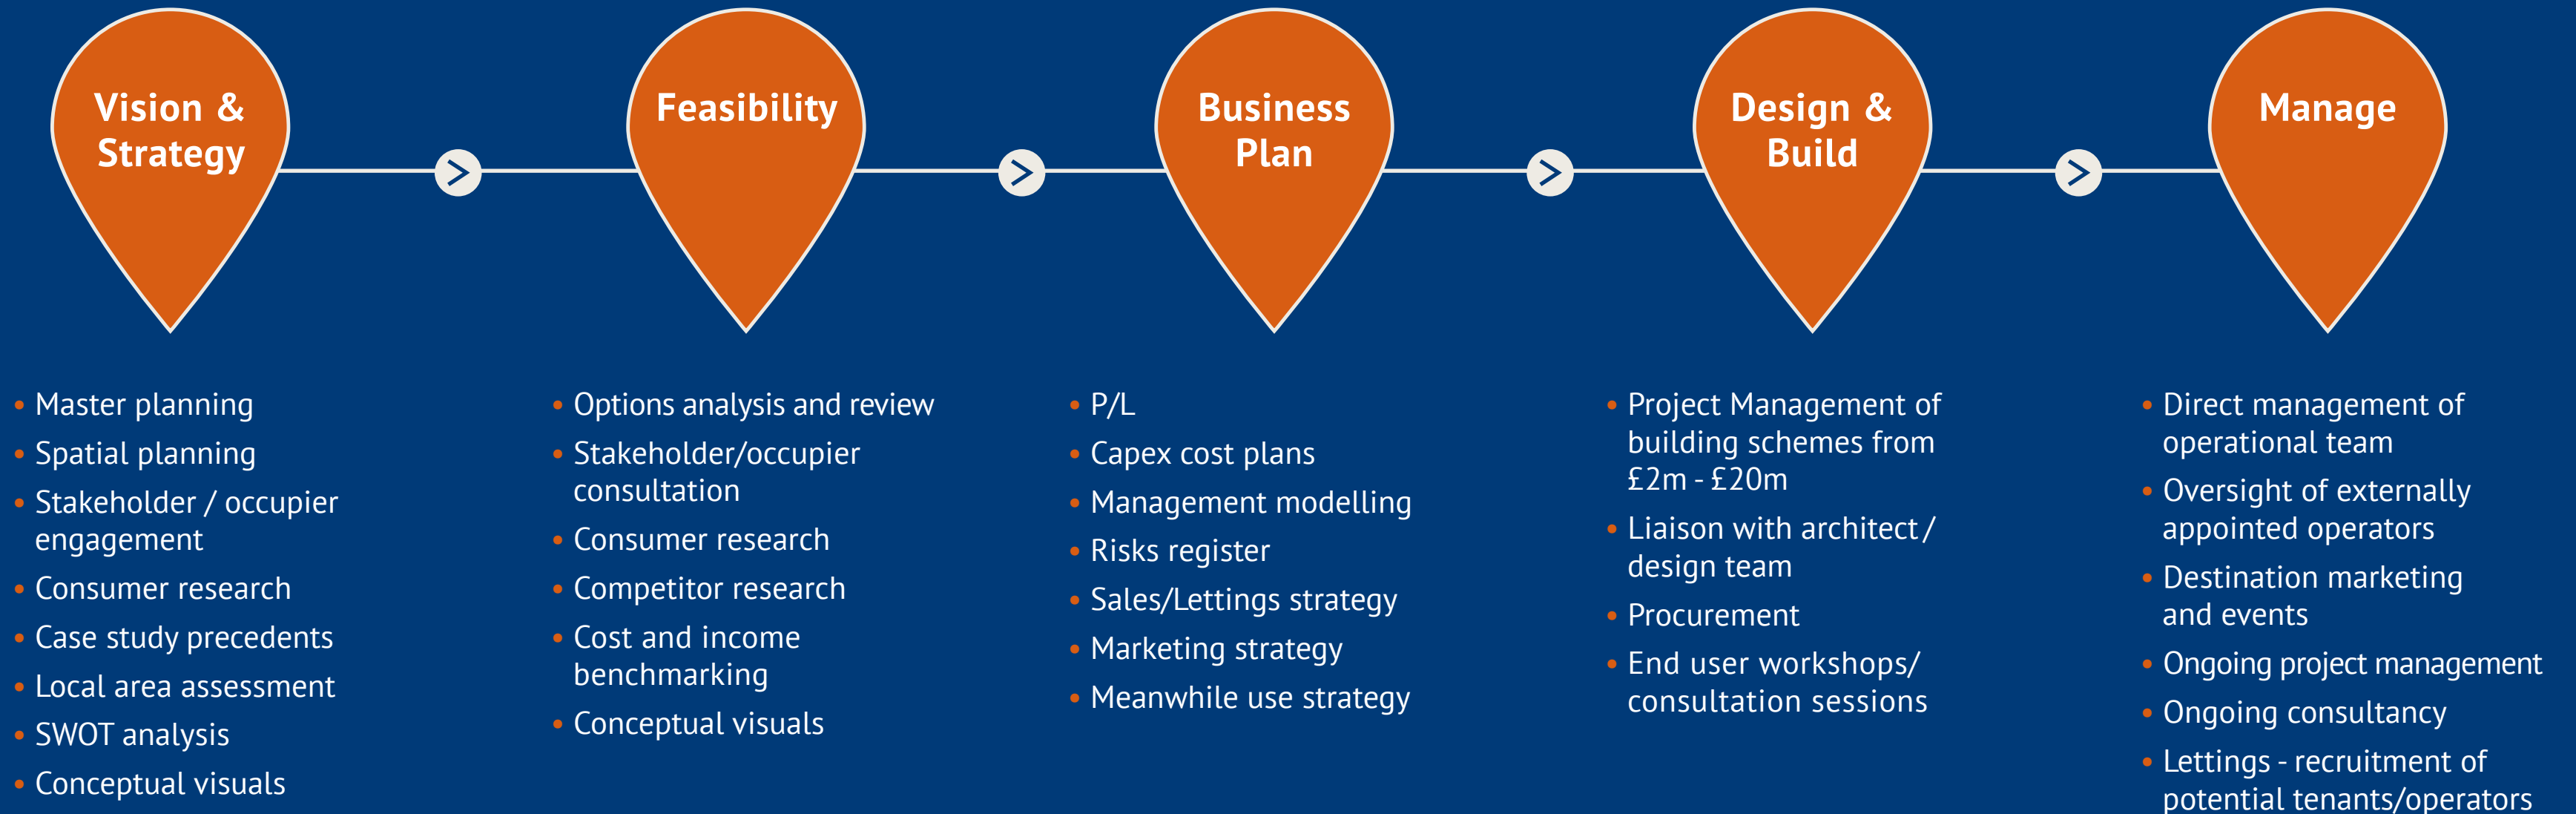 Vision &
Strategy
Feasibility
Business
Plan
Design &
Build
Manage
• Master planning
• Spatial planning
• Stakeholder / occupier
engagement
• Consumer research
• Case study precedents
• Local area assessment
• SWOT analysis
• Conceptual visuals
• Options analysis and review
• Stakeholder/occupier
consultation
• Consumer research
• Competitor research
• Cost and income
benchmarking
• Conceptual visuals
• P/L
• Capex cost plans
• Management modelling
• Risks register
• Sales/Lettings strategy
• Marketing strategy
• Meanwhile use strategy
• Project Management of
building schemes from
£2m - £20m
• Liaison with architect/
design team
• Procurement
• End user workshops/
consultation sessions
• Direct management of
operational team
• Oversight of externally
appointed operators
• Destination marketing
and events
• Ongoing project management
• Ongoing consultancy
• Lettings - recruitment of
potential tenants/operators